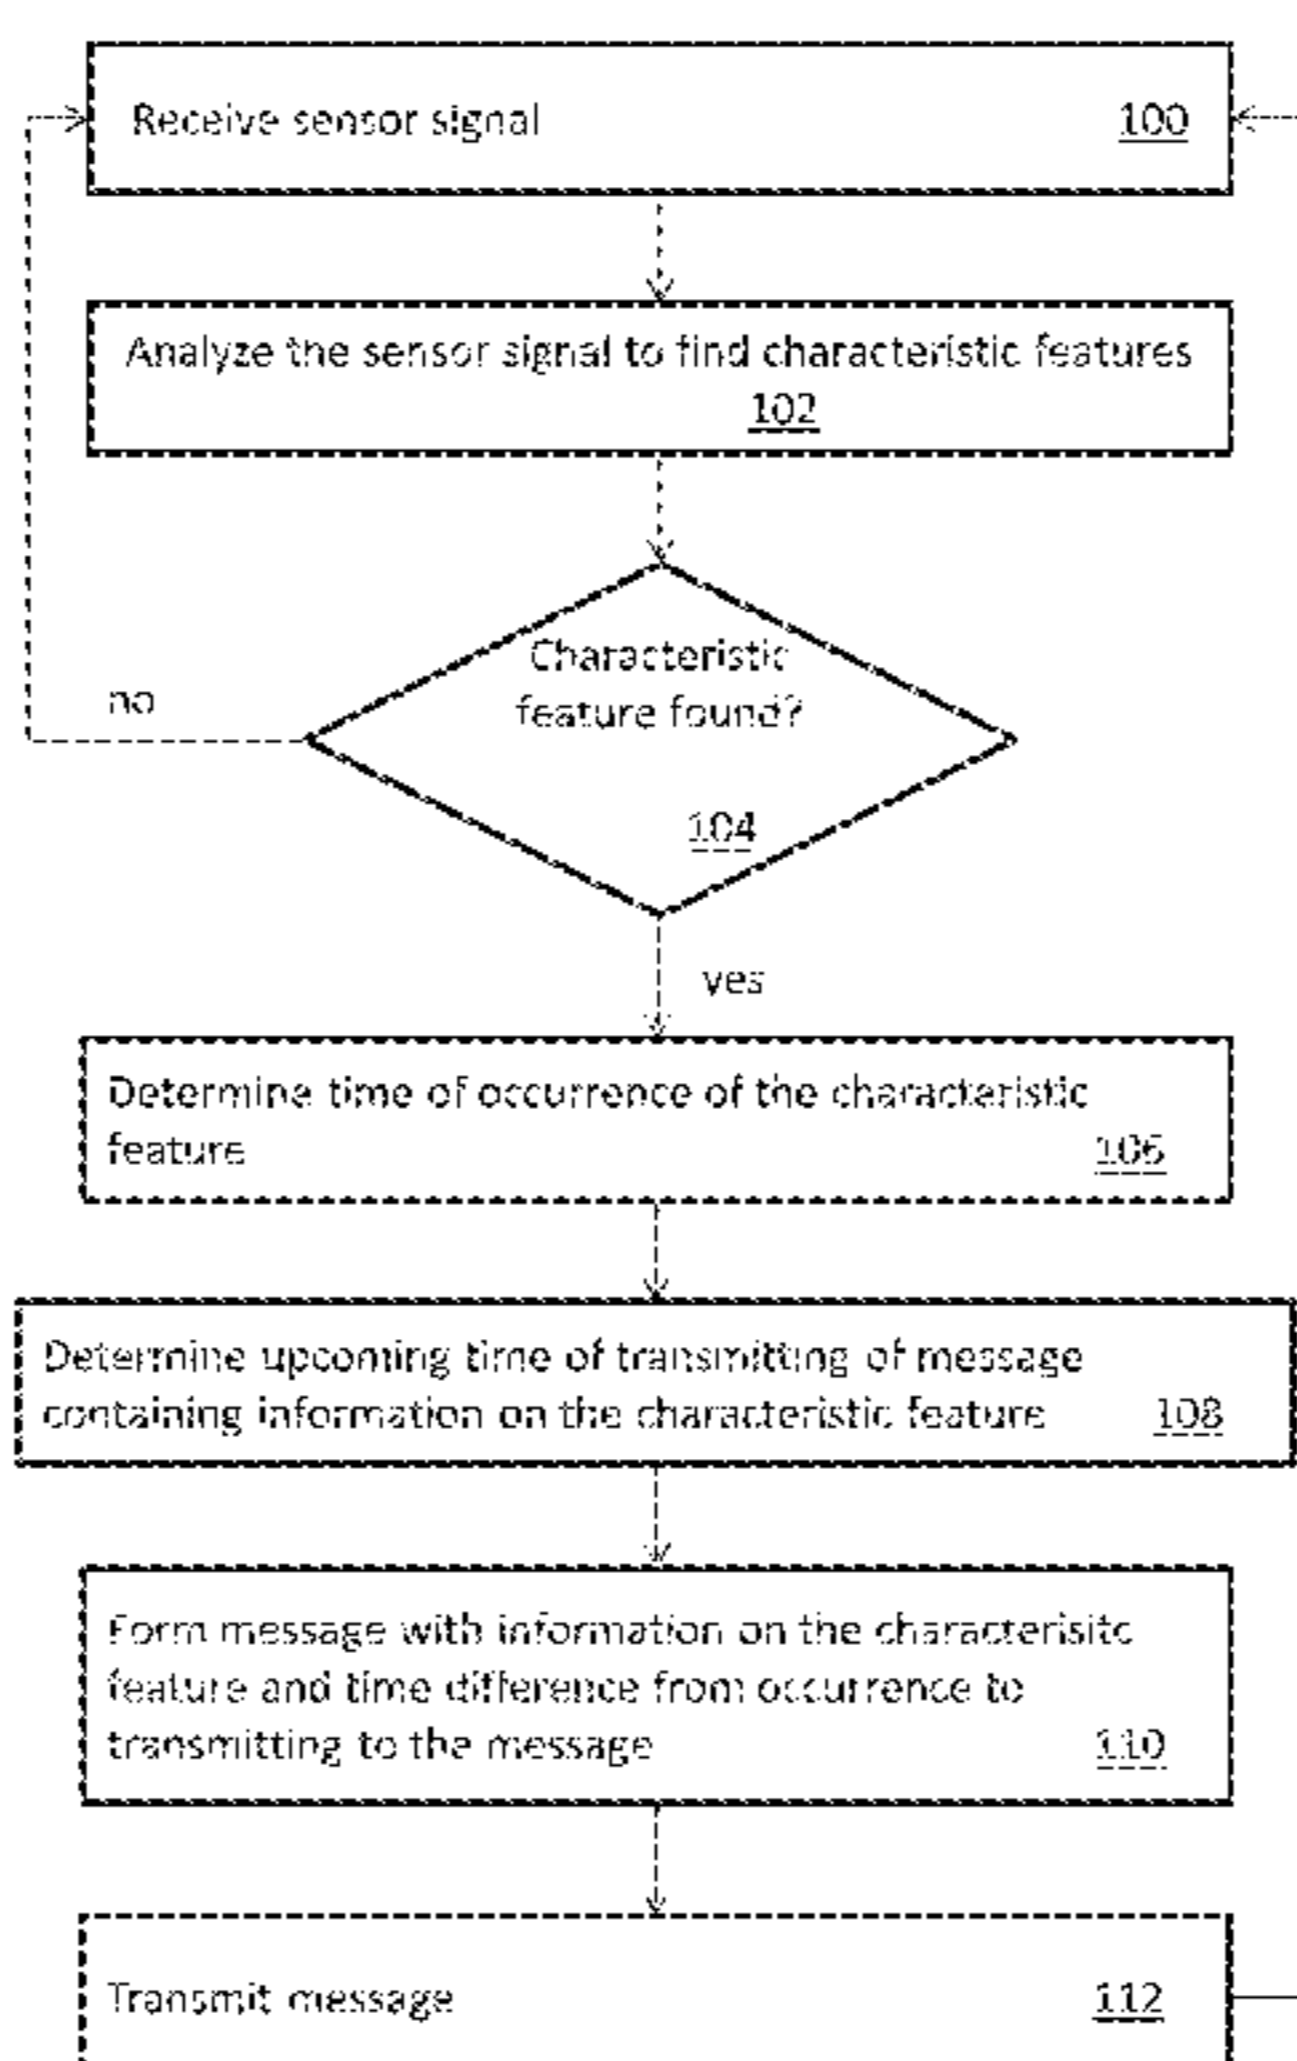 Receive sensor signal 100
Analyze the sensor signal to find characteristic features
102
Characteristic
feature found?
no
104
yes
Determine time of occurrence of the characteristic
feature 106
Determine upcoming time of transmitting of message
containing information on the characteristic feature 108
Form message with information on the characterisitc
feature and time difference from occurrence to
transmitting to the message 110
Transmit message 112